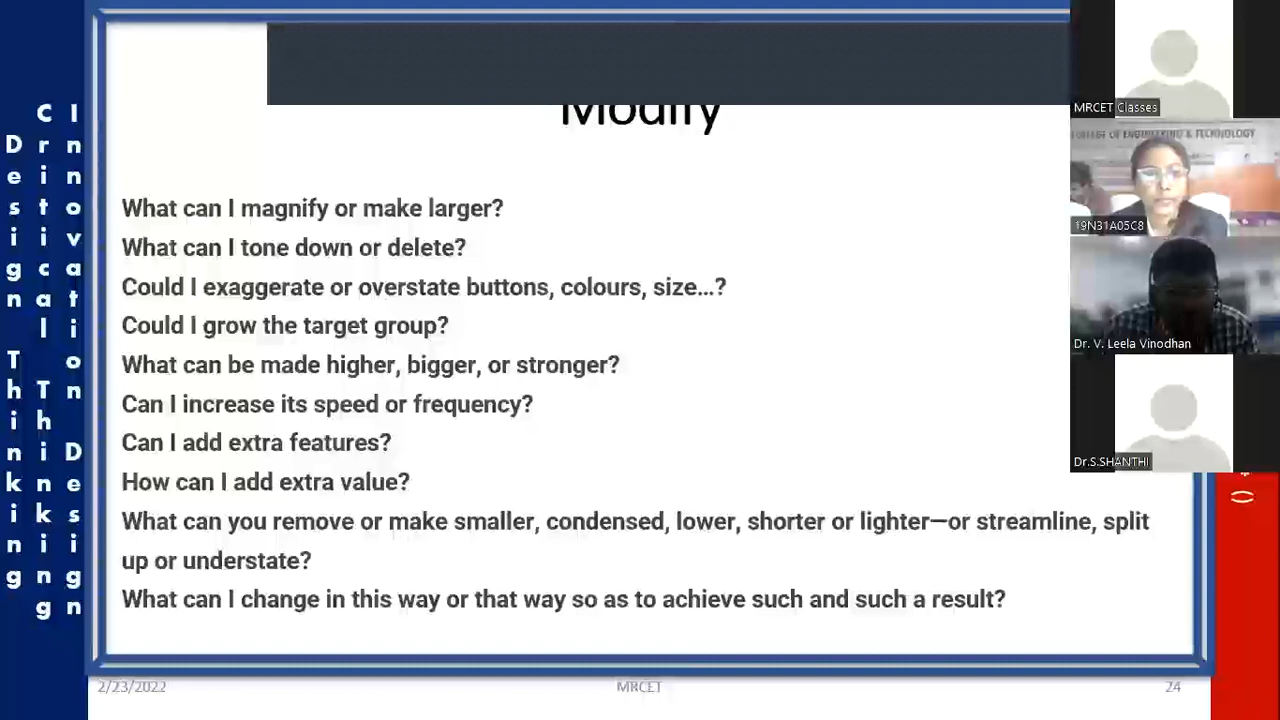 Modify
What can I magnify or make larger?
What can I tone down or delete?
Could I exaggerate or overstate buttons, colours, size...?
Could I grow the target group?
What can be made higher, bigger, or stronger?
Can I increase its speed or frequency?
Can I add extra features?
How can I add extra value?
What can you remove or make smaller, condensed, lower, shorter or lighter—or streamline, split
up or understate?
What can I change in this way or that way so as to achieve such and such a result?
2/23/2022
MRCET
24
Design Thinking
Critical Thinking
Innovation Design
MRCET Classes
COLLEGE OF ENGINEERING & TECHNOLOGY
19N31A05C8
Dr. V. Leela Vinodhan
Dr.S.SHANTHI